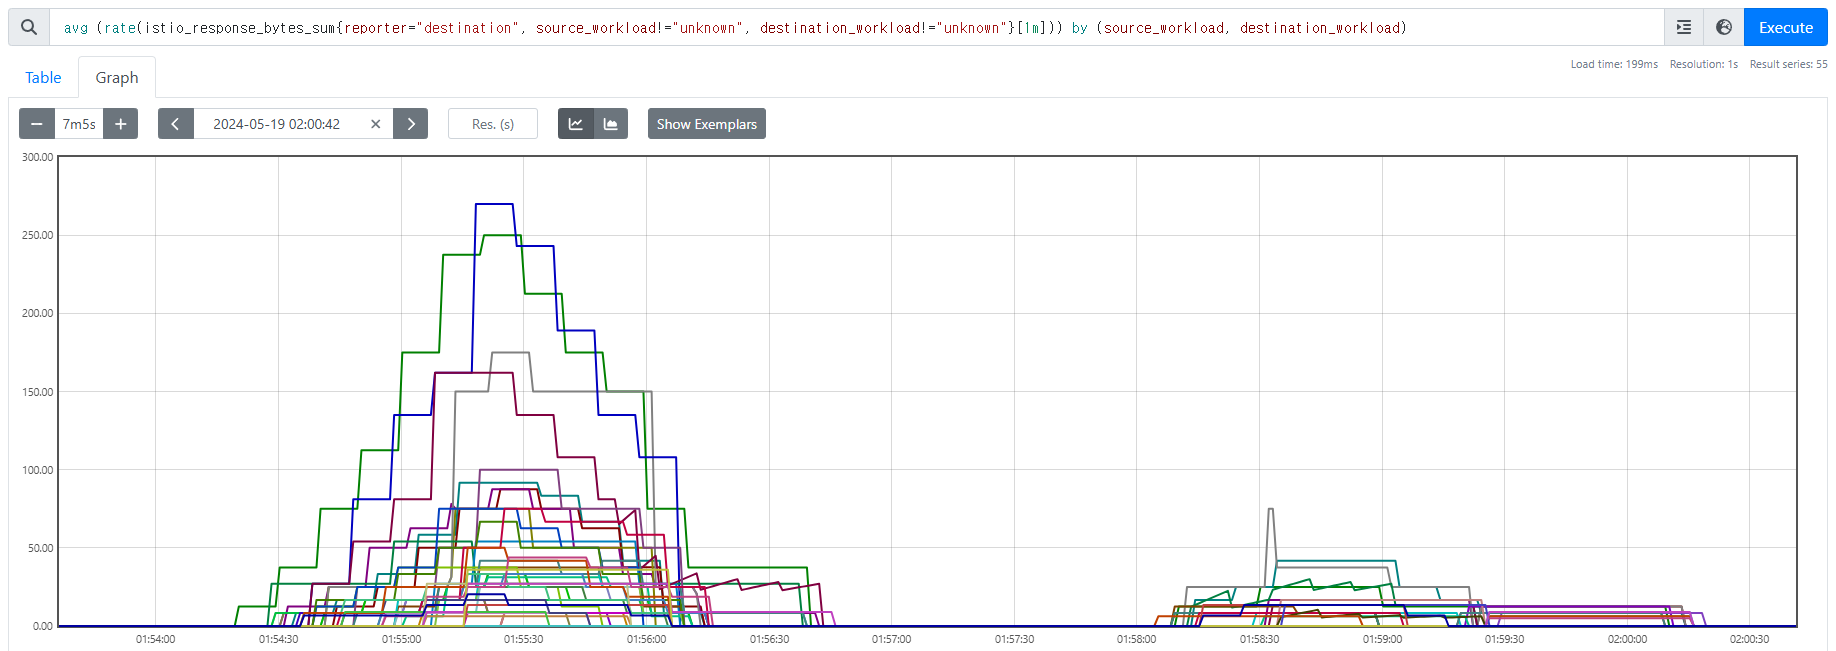 avg (rate(istio_response_bytes_sum{reporter="destination", source_workload!="unknown", destination_workload!="unknown"}[1m])) by (source_workload, destination_workload)
Execute
Table
Graph
Load time: 199ms Resolution: 1s Result series: 55
− 7m5s +
2024-05-19 02:00:42 ×
Res. (s)
Show Exemplars
300.00
250.00
200.00
150.00
100.00
50.00
0.00
01:54:00 01:54:30 01:55:00 01:55:30 01:56:00 01:56:30 01:57:00 01:57:30 01:58:00 01:58:30 01:59:00 01:59:30 02:00:00 02:00:30